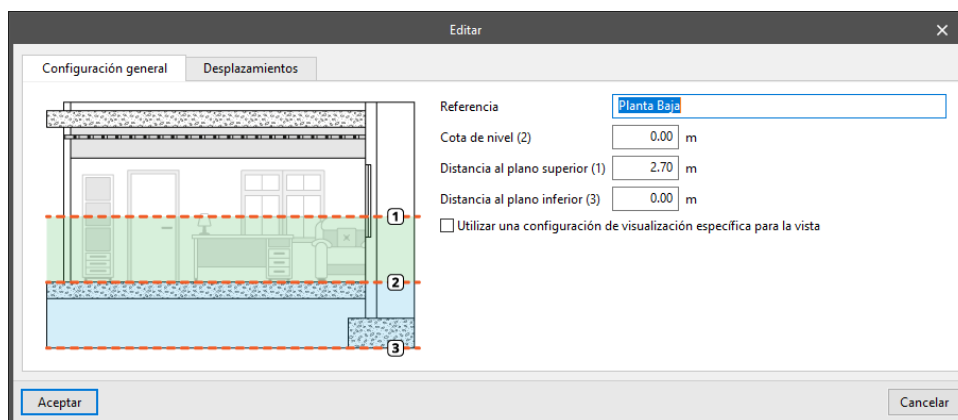 Editar
Configuración general
Desplazamientos
Referencia
Planta Baja
Cota de nivel (2)
0.00 m
Distancia al plano superior (1)
2.70 m
Distancia al plano inferior (3)
0.00 m
Utilizar una configuración de visualización específica para la vista
1
2
3
Aceptar
Cancelar